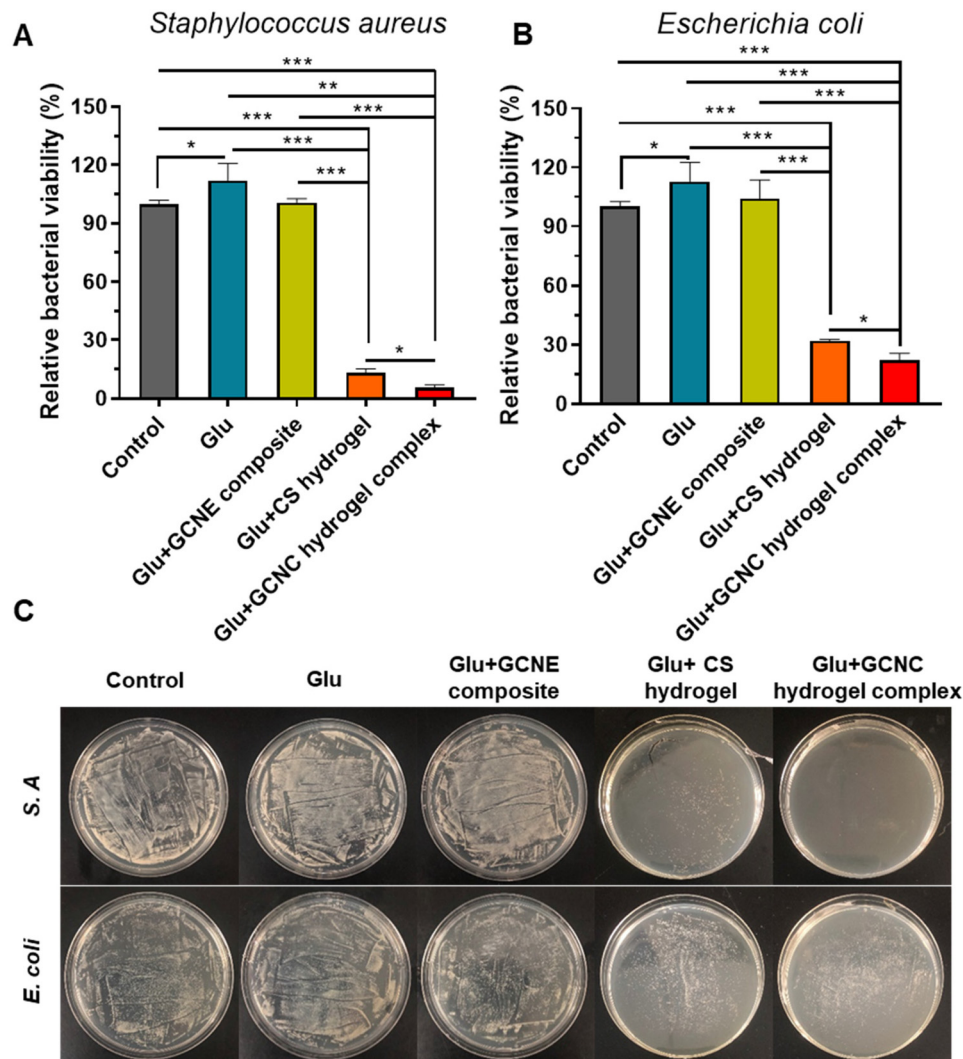 A
Staphylococcus aureus
Relative bacterial viability (%)
150
120
90
60
30
0
***
**
***
***
*
***
***
*
Control
Glu
Glu+GCNE composite
Glu+CS hydrogel
Glu+GCNC hydrogel complex
B
Escherichia coli
Relative bacterial viability (%)
150
120
90
60
30
0
***
***
***
***
*
***
***
*
Control
Glu
Glu+GCNE composite
Glu+CS hydrogel
Glu+GCNC hydrogel complex
C
Control
Glu
Glu+GCNE
composite
Glu+ CS
hydrogel
Glu+GCNC
hydrogel complex
S. A
E. coli